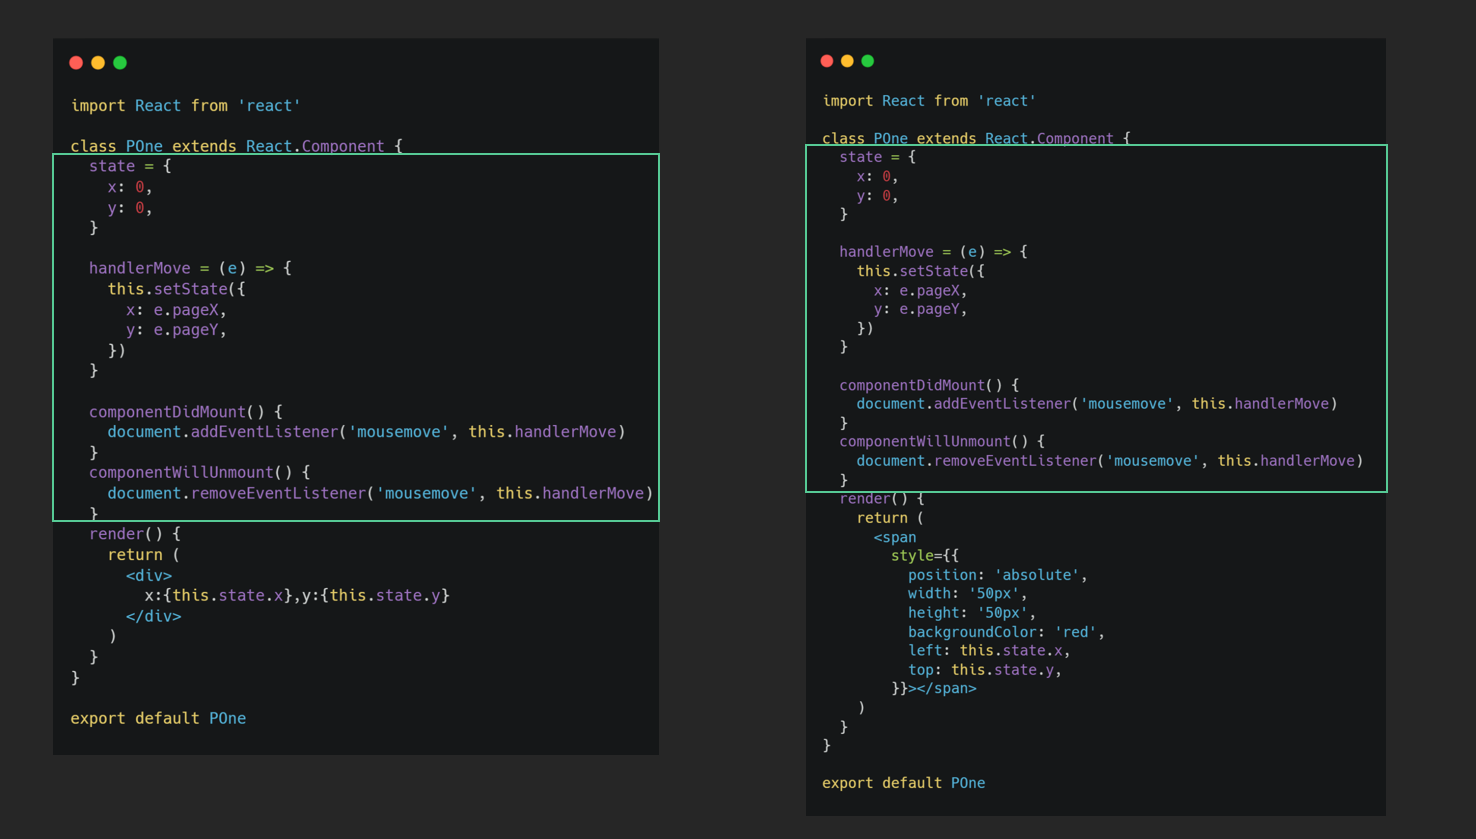 import React from 'react'
class POne extends React.Component {
state = {
x: 0,
y: 0,
}
handlerMove = (e) => {
this.setState({
x: e.pageX,
y: e.pageY,
})
}
componentDidMount() {
document.addEventListener('mousemove', this.handlerMove)
}
componentWillUnmount() {
document.removeEventListener('mousemove', this.handlerMove)
}
render() {
return (
<div>
x:{this.state.x},y:{this.state.y}
</div>
)
}
}
export default POne
import React from 'react'
class POne extends React.Component {
state = {
x: 0,
y: 0,
}
handlerMove = (e) => {
this.setState({
x: e.pageX,
y: e.pageY,
})
}
componentDidMount() {
document.addEventListener('mousemove', this.handlerMove)
}
componentWillUnmount() {
document.removeEventListener('mousemove', this.handlerMove)
}
render() {
return (
<span
style={{
position: 'absolute',
width: '50px',
height: '50px',
backgroundColor: 'red',
left: this.state.x,
top: this.state.y,
}}></span>
)
}
}
export default POne